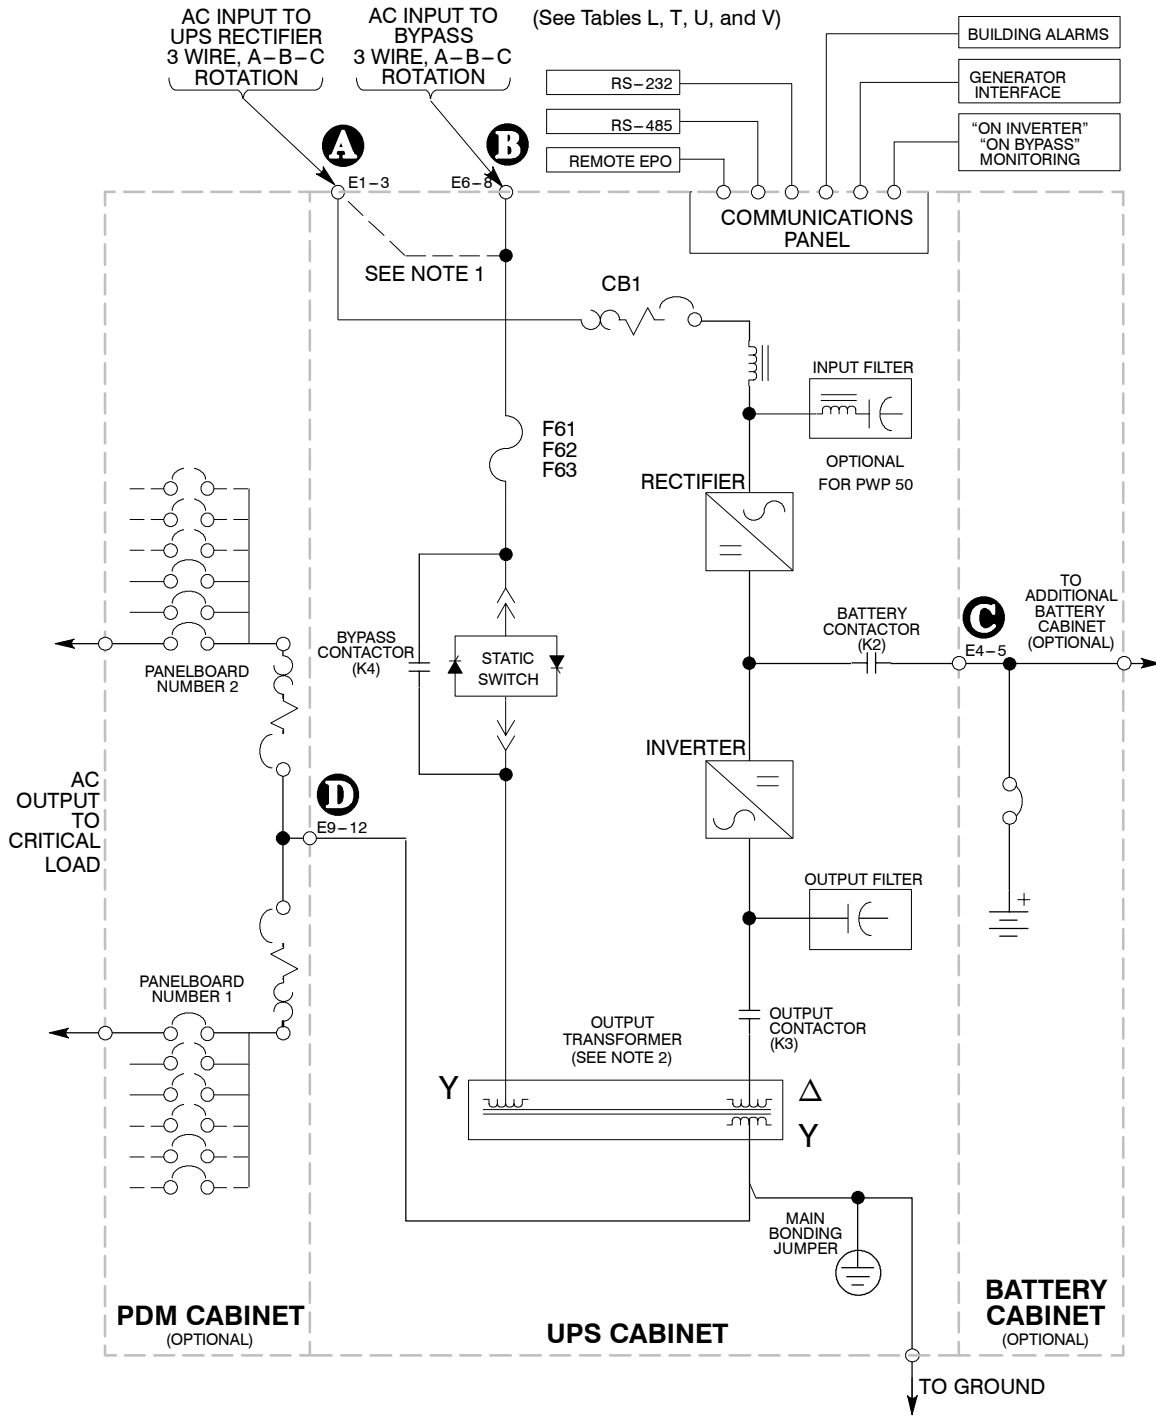 AC INPUT TO
UPS RECTIFIER
3 WIRE, A–B–C
ROTATION
AC INPUT TO
BYPASS
3 WIRE, A–B–C
ROTATION
(See Tables L, T, U, and V)
RS–232
RS–485
REMOTE EPO
BUILDING ALARMS
GENERATOR
INTERFACE
“ON INVERTER”
“ON BYPASS”
MONITORING
A
B
E1–3
E6–8
COMMUNICATIONS
PANEL
SEE NOTE 1
CB1
INPUT FILTER
OPTIONAL
FOR PWP 50
F61
F62
F63
RECTIFIER
BYPASS
CONTACTOR
(K4)
STATIC
SWITCH
BATTERY
CONTACTOR
(K2)
C
E4–5
TO
ADDITIONAL
BATTERY
CABINET
(OPTIONAL)
PANELBOARD
NUMBER 2
INVERTER
AC
OUTPUT
TO
CRITICAL
LOAD
D
E9–12
OUTPUT FILTER
+
PANELBOARD
NUMBER 1
OUTPUT
TRANSFORMER
(SEE NOTE 2)
OUTPUT
CONTACTOR
(K3)
Y
Δ
Y
MAIN
BONDING
JUMPER
PDM CABINET
(OPTIONAL)
UPS CABINET
BATTERY
CABINET
(OPTIONAL)
TO GROUND